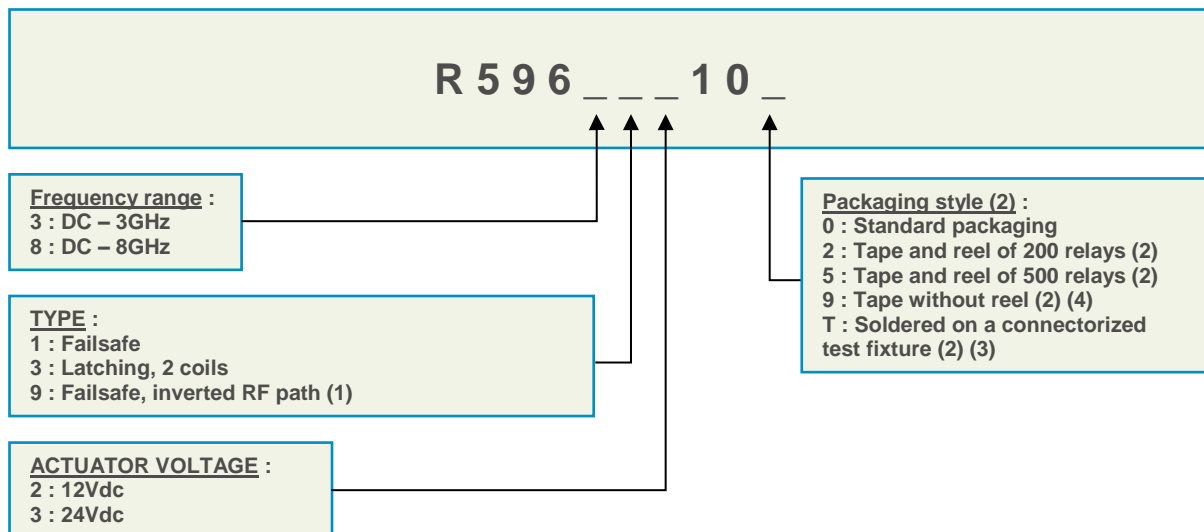 R 5 9 6 _ _ _ 1 0 _
Frequency range :
3 : DC – 3GHz
8 : DC – 8GHz
TYPE :
1 : Failsafe
3 : Latching, 2 coils
9 : Failsafe, inverted RF path (1)
ACTUATOR VOLTAGE :
2 : 12Vdc
3 : 24Vdc
Packaging style (2) :
0 : Standard packaging
2 : Tape and reel of 200 relays (2)
5 : Tape and reel of 500 relays (2)
9 : Tape without reel (2) (4)
T : Soldered on a connectorized
test fixture (2) (3)